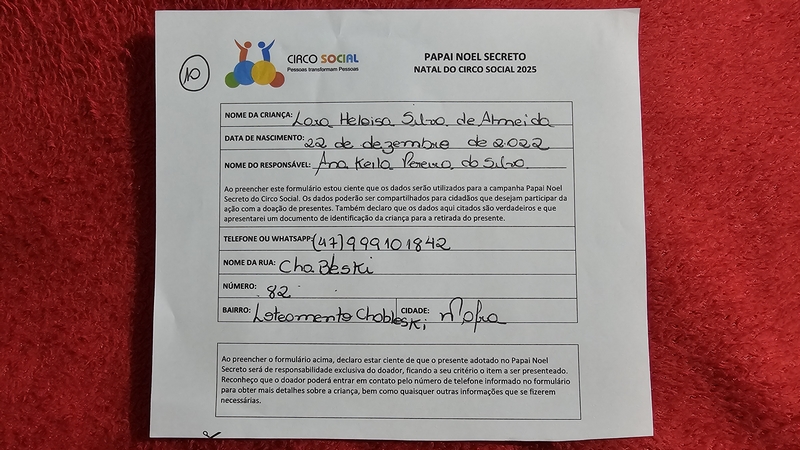 10
CIRCO SOCIAL
Pessoas transformam Pessoas
PAPAI NOEL SECRETO
NATAL DO CIRCO SOCIAL 2025
NOME DA CRIANÇA: Lara Heloisa Silva de Almeida
DATA DE NASCIMENTO: 22 de dezembro de 2022
NOME DO RESPONSÁVEL: Ana Keila Pereira da Silva
Ao preencher este formulário estou ciente que os dados serão utilizados para a campanha Papai Noel
Secreto do Circo Social. Os dados poderão ser compartilhados para cidadãos que desejam participar da
ação com a doação de presentes. Também declaro que os dados aqui citados são verdadeiros e que
apresentarei um documento de identificação da criança para a retirada do presente.
TELEFONE OU WHATSAPP: (47) 999101842
NOME DA RUA: ChaBleski
NÚMERO: 82
BAIRRO: Loteamento Chableski CIDADE: Mafra
Ao preencher o formulário acima, declaro estar ciente de que o presente adotado no Papai Noel
Secreto será de responsabilidade exclusiva do doador, ficando a seu critério o item a ser presenteado.
Reconheço que o doador poderá entrar em contato pelo número de telefone informado no formulário
para obter mais detalhes sobre a criança, bem como quaisquer outras informações que se fizerem
necessárias.